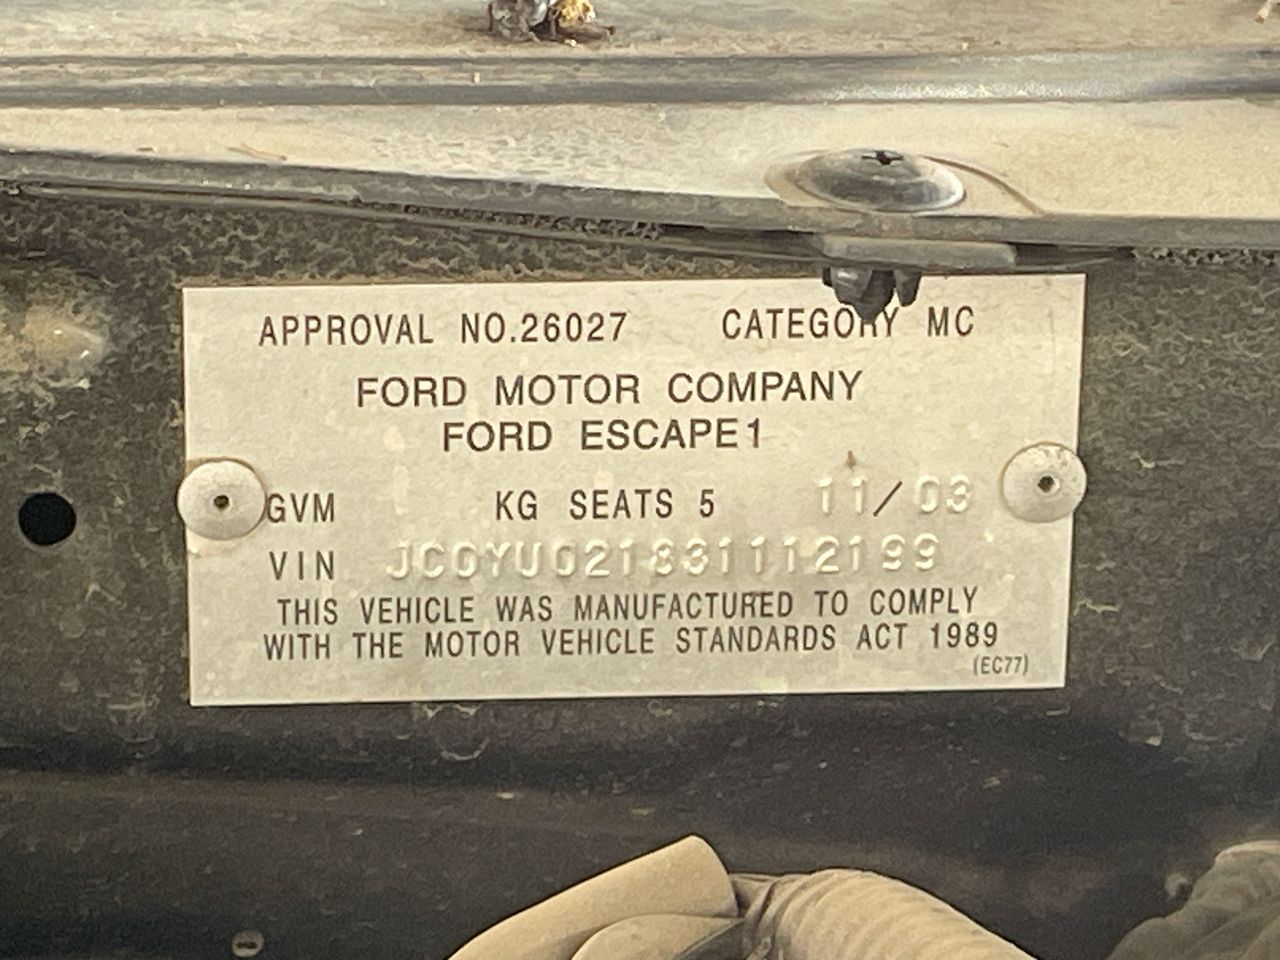 APPROVAL NO.26027 CATEGORY MC
FORD MOTOR COMPANY
FORD ESCAPE1
GVM KG SEATS 5 11/03
VIN JC0YU021831112199
THIS VEHICLE WAS MANUFACTURED TO COMPLY
WITH THE MOTOR VEHICLE STANDARDS ACT 1989
(EC77)